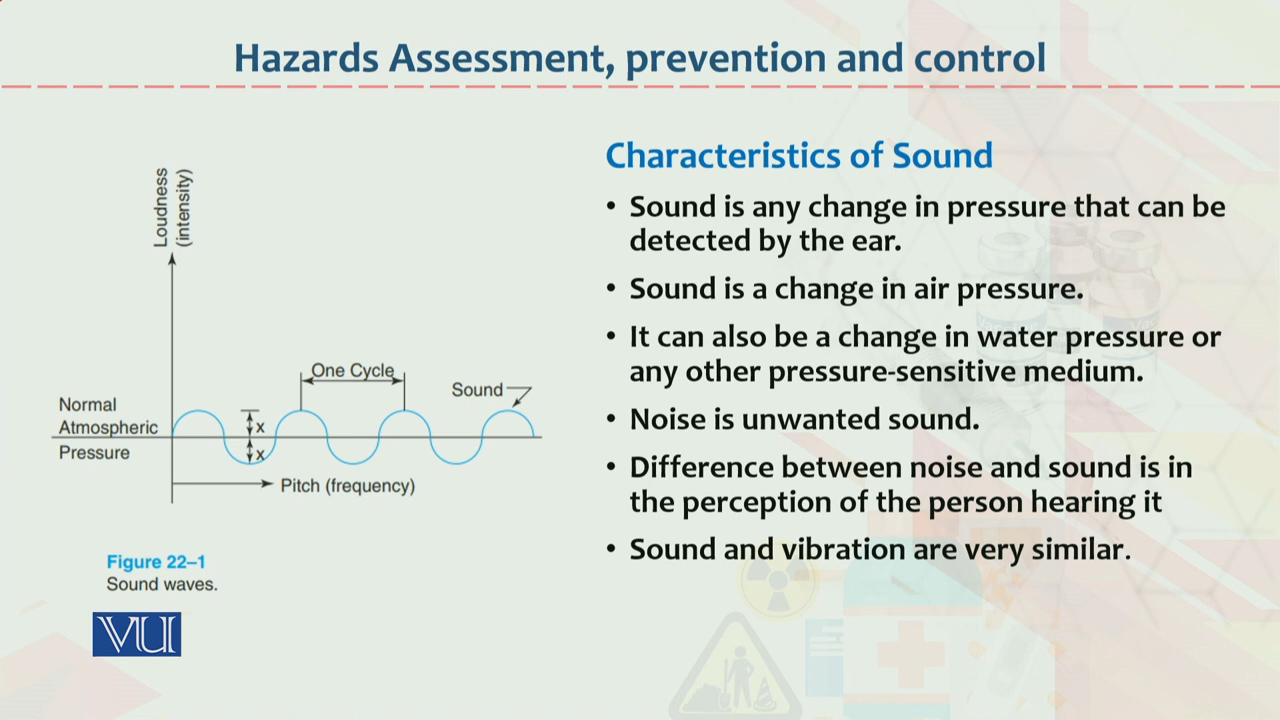 Hazards Assessment, prevention and control
Loudness
(intensity)
One Cycle
Sound
Normal
Atmospheric
Pressure
x
x
Pitch (frequency)
Figure 22–1
Sound waves.
VU
Characteristics of Sound
• Sound is any change in pressure that can be
detected by the ear.
• Sound is a change in air pressure.
• It can also be a change in water pressure or
any other pressure-sensitive medium.
• Noise is unwanted sound.
• Difference between noise and sound is in
the perception of the person hearing it
• Sound and vibration are very similar.